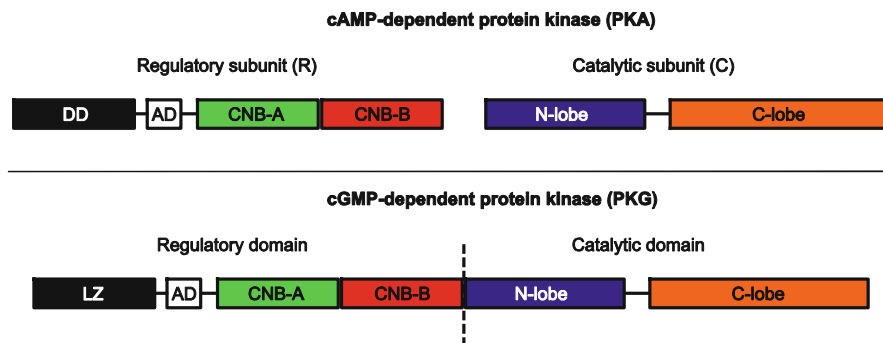 cAMP-dependent protein kinase (PKA)
Regulatory subunit (R) Catalytic subunit (C)
DD AD CNB-A CNB-B N-lobe C-lobe
cGMP-dependent protein kinase (PKG)
Regulatory domain Catalytic domain
LZ AD CNB-A CNB-B N-lobe C-lobe